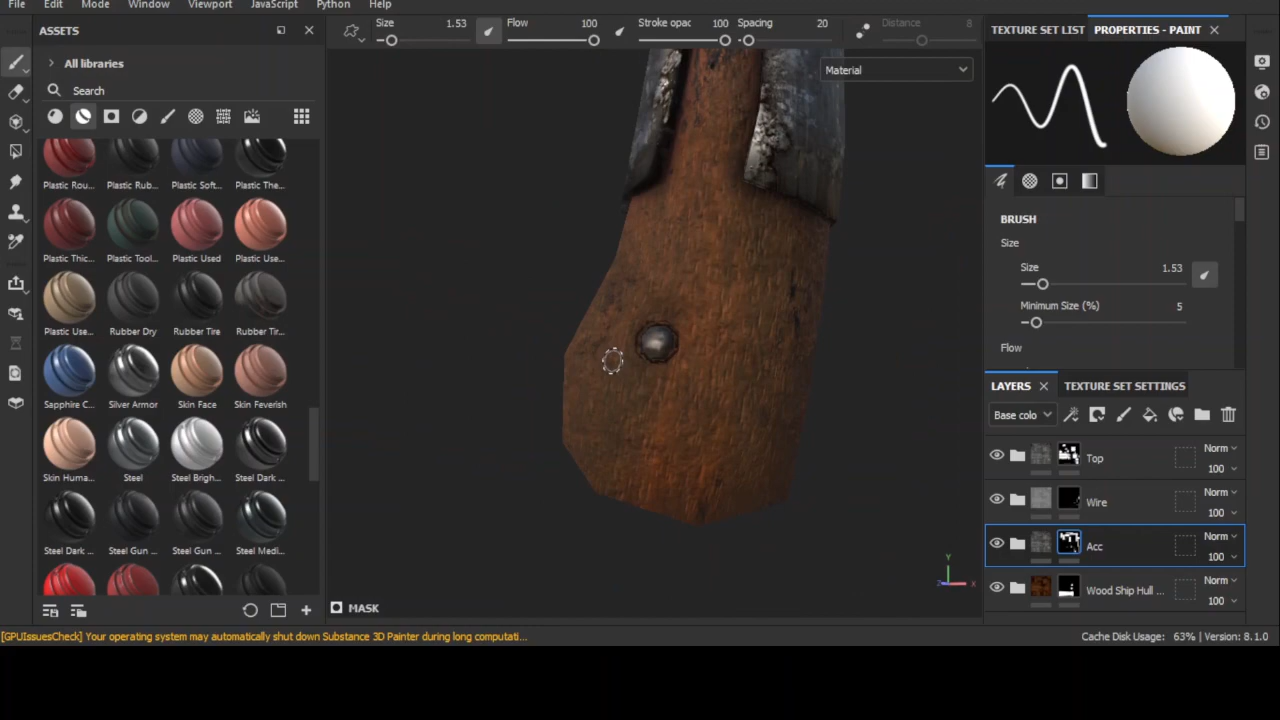 File Edit Mode Window Viewport JavaScript Python Help
ASSETS
Size 1.53 Flow 100 Stroke opac 100 Spacing 20 Distance 8
TEXTURE SET LIST PROPERTIES - PAINT
All libraries
Material
Search
Plastic Rou... Plastic Rub... Plastic Soft... Plastic The...
Plastic Thic... Plastic Tool... Plastic Used Plastic Use...
Plastic Use... Rubber Dry Rubber Tire Rubber Tir...
Sapphire C... Silver Armor Skin Face Skin Feverish
Skin Huma... Steel Steel Brigh... Steel Dark ...
Steel Dark ... Steel Gun ... Steel Gun ... Steel Medi...
BRUSH
Size
Size 1.53
Minimum Size (%) 5
Flow
LAYERS TEXTURE SET SETTINGS
Base colo
Top Norm 100
Wire Norm 100
Acc Norm 100
Wood Ship Hull ... Norm 100
Y
Z X
MASK
[GPUIssuesCheck] Your operating system may automatically shut down Substance 3D Painter during long computati...
Cache Disk Usage: 63% | Version: 8.1.0